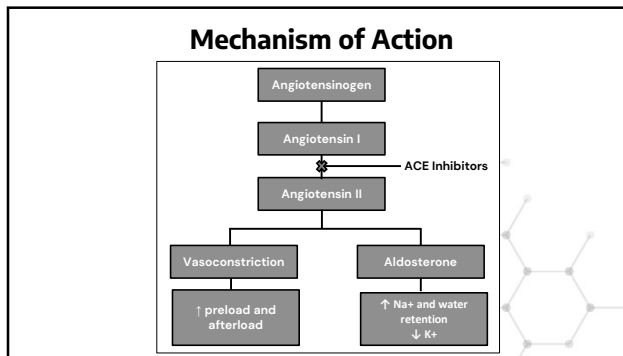 Mechanism of Action
Angiotensinogen
Angiotensin I
ACE Inhibitors
Angiotensin II
Vasoconstriction
Aldosterone
↑ preload and
afterload
↑ Na+ and water
retention
↓ K+